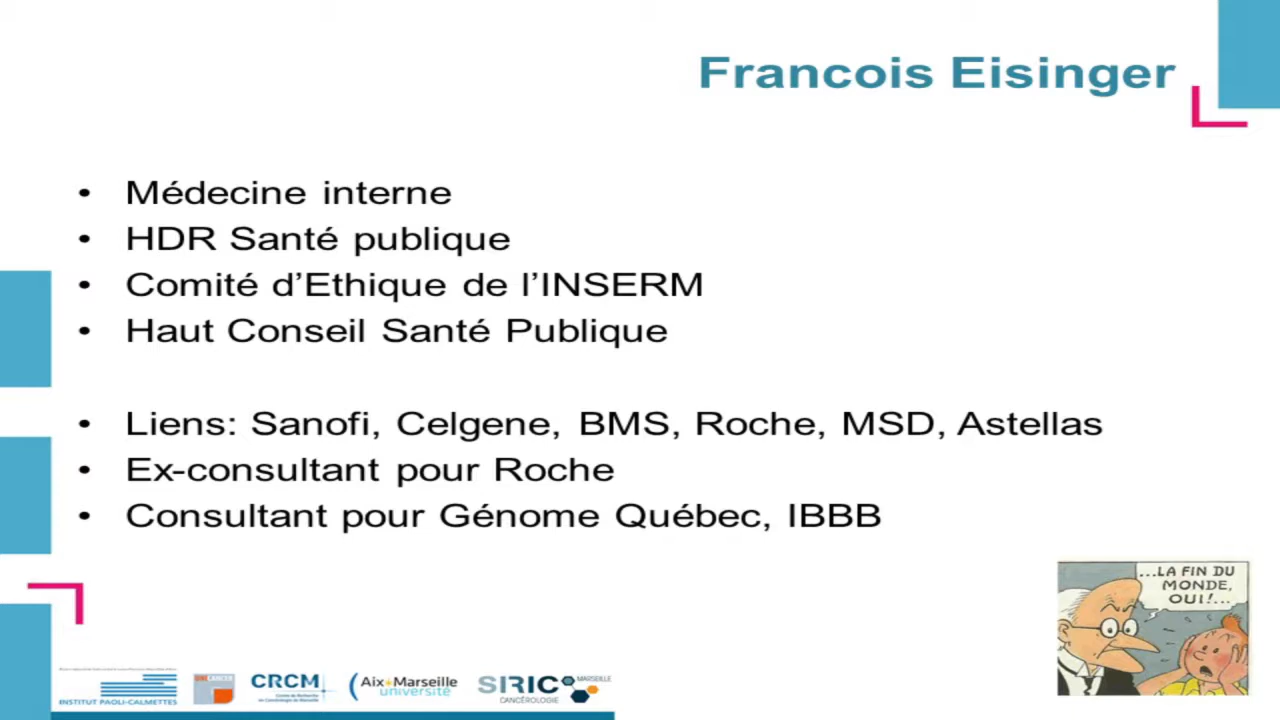 Francois Eisinger
• Médecine interne
• HDR Santé publique
• Comité d’Ethique de l’INSERM
• Haut Conseil Santé Publique
• Liens: Sanofi, Celgene, BMS, Roche, MSD, Astellas
• Ex-consultant pour Roche
• Consultant pour Génome Québec, IBBB
...LA FIN DU
MONDE,
OUI!...
INSTITUT PAOLI-CALMETTES
UNICANCER
CRCM
Aix+Marseille
université
SIRIC
MARSEILLE
CANCÉROLOGIE